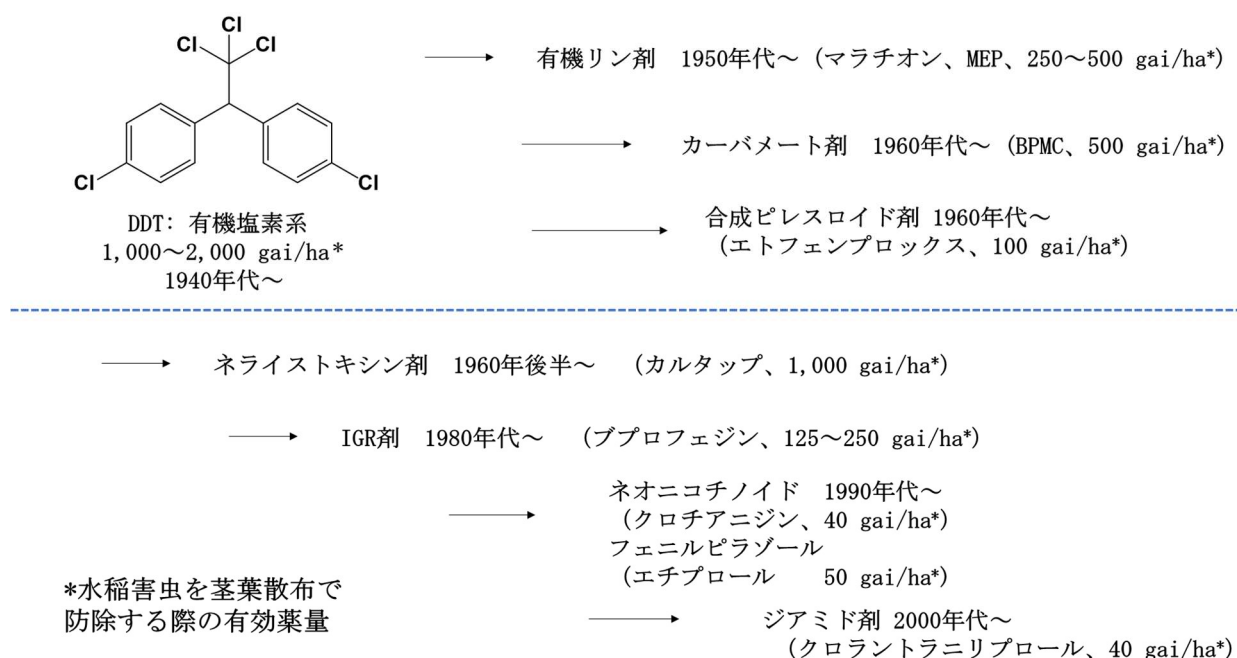 Cl
Cl Cl
Cl
Cl
DDT: 有機塩素系
1,000～2,000 gai/ha*
1940年代～
有機リン剤　1950年代～（マラチオン、MEP、250～500 gai/ha*）
カーバメート剤　1960年代～（BPMC、500 gai/ha*）
合成ピレスロイド剤 1960年代～
（エトフェンプロックス、100 gai/ha*）
ネライストキシン剤　1960年後半～　（カルタップ、1,000 gai/ha*）
IGR剤　1980年代～　（ブプロフェジン、125～250 gai/ha*）
ネオニコチノイド　1990年代～
（クロチアニジン、40 gai/ha*）
フェニルピラゾール
（エチプロール　　50 gai/ha*）
ジアミド剤 2000年代～
（クロラントラニリプロール、40 gai/ha*）
*水稲害虫を茎葉散布で
防除する際の有効薬量